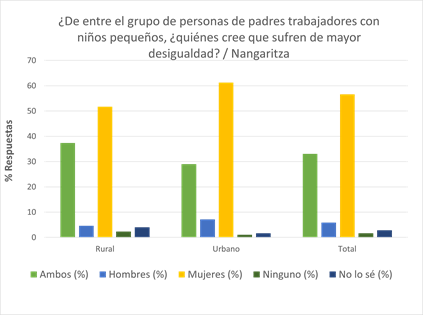 ¿De entre el grupo de personas de padres trabajadores con
niños pequeños, ¿quiénes cree que sufren de mayor
desigualdad? / Nangaritza
% Respuestas
70
60
50
40
30
20
10
0
Rural Urbano Total
Ambos (%) Hombres (%) Mujeres (%) Ninguno (%) No lo sé (%)